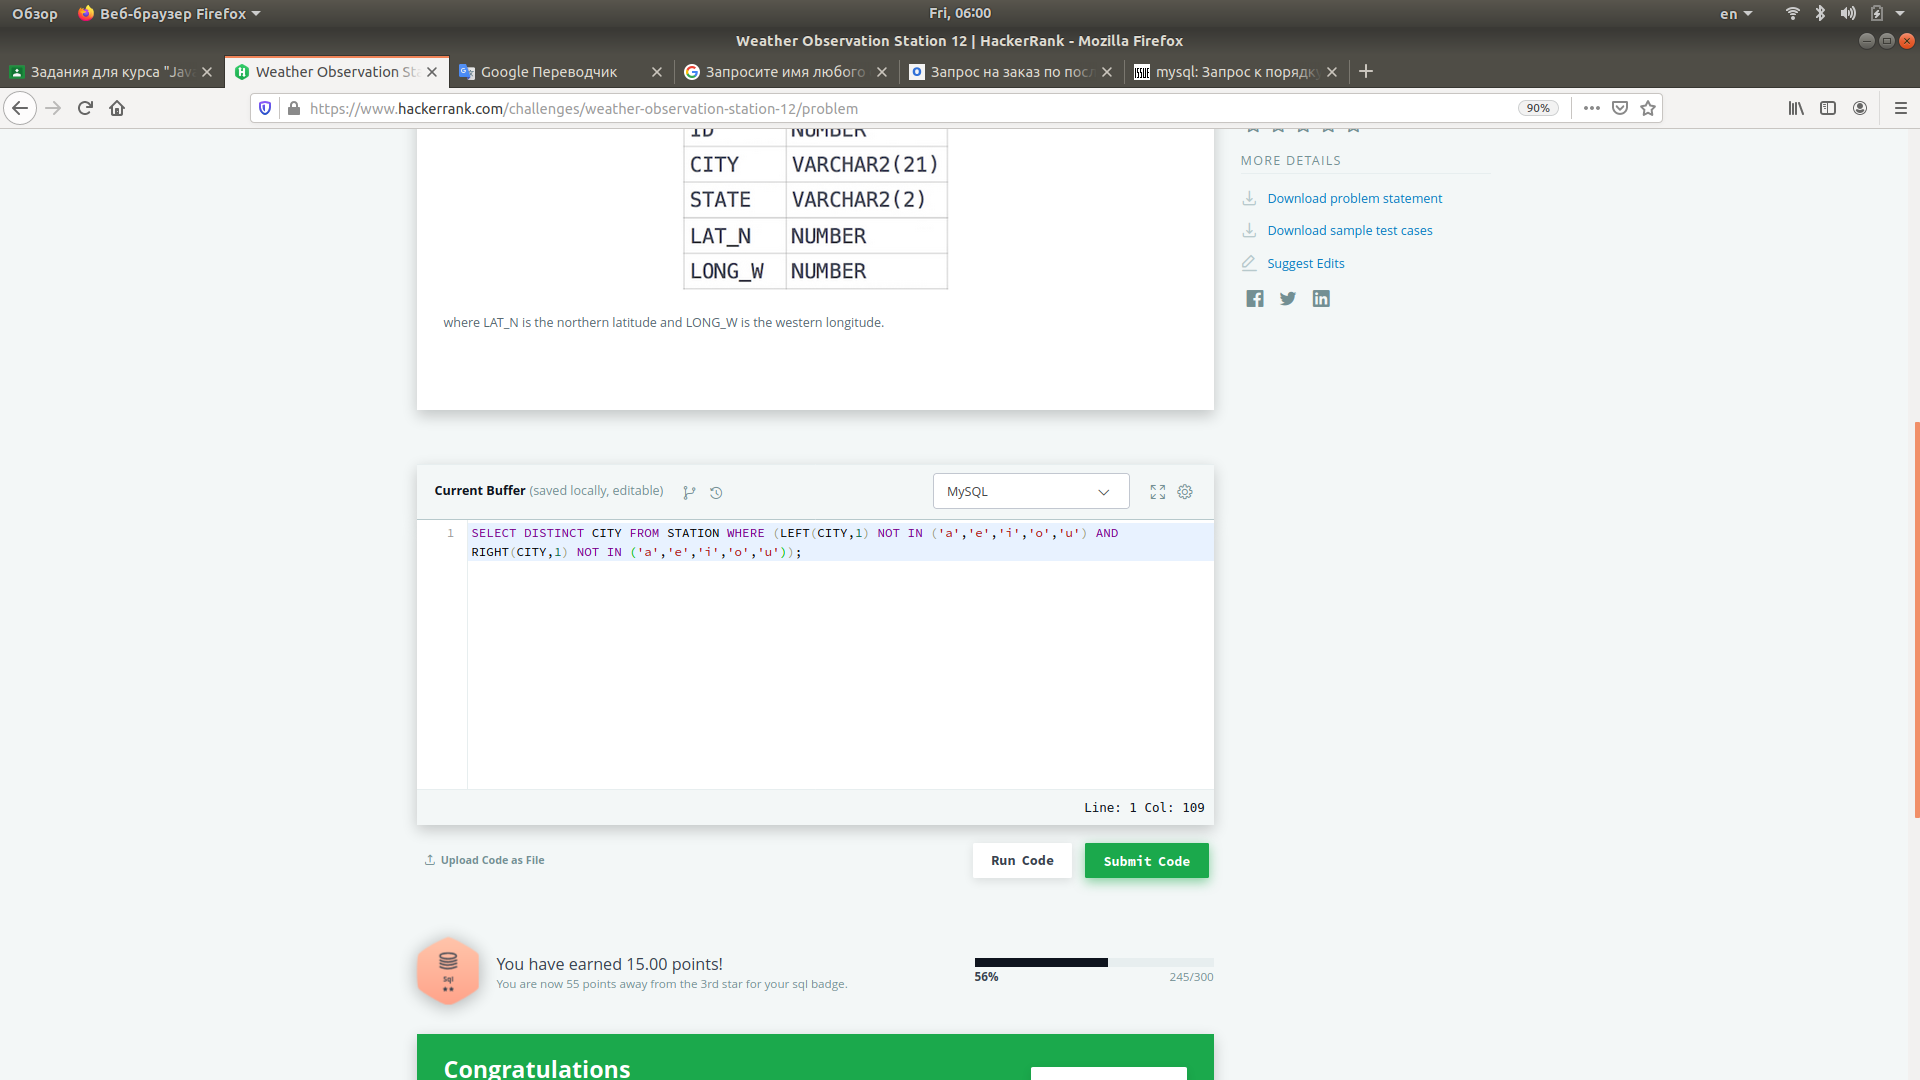 Обзор Веб-браузер Firefox Fri, 06:00 en
Weather Observation Station 12 | HackerRank - Mozilla Firefox
Задания для курса "Java Weather Observation Sta Google Переводчик Запросите имя любого Запрос на заказ по посл mysql: Запрос к порядку
https://www.hackerrank.com/challenges/weather-observation-station-12/problem 90%
ID NUMBER
CITY VARCHAR2(21)
STATE VARCHAR2(2)
LAT_N NUMBER
LONG_W NUMBER
where LAT_N is the northern latitude and LONG_W is the western longitude.
MORE DETAILS
Download problem statement
Download sample test cases
Suggest Edits
Current Buffer (saved locally, editable) MySQL
1 SELECT DISTINCT CITY FROM STATION WHERE (LEFT(CITY,1) NOT IN ('a','e','i','o','u') AND
RIGHT(CITY,1) NOT IN ('a','e','i','o','u'));
Line: 1 Col: 109
Upload Code as File Run Code Submit Code
Sql
You have earned 15.00 points!
You are now 55 points away from the 3rd star for your sql badge.
56% 245/300
Congratulations